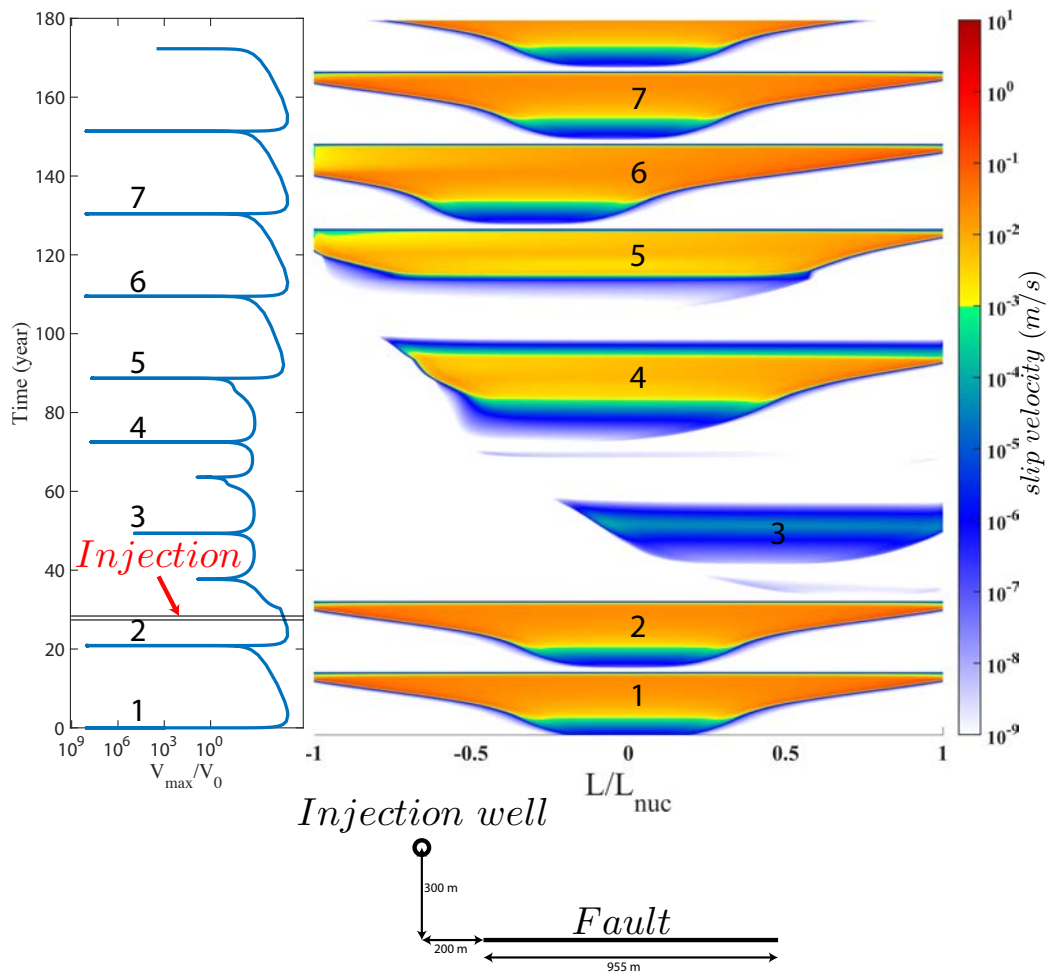 180
160
140
120
100
80
60
40
20
0
Time (year)
10^9 10^6 10^3 10^0
V_max/V_0
7
6
5
4
3
Injection
2
1
7
6
5
4
3
2
1
-1 -0.5 0 0.5 1
L/L_nuc
10^1
10^0
10^-1
10^-2
10^-3
10^-4
10^-5
10^-6
10^-7
10^-8
10^-9
slip velocity (m/s)
Injection well
300 m
Fault
200 m
955 m